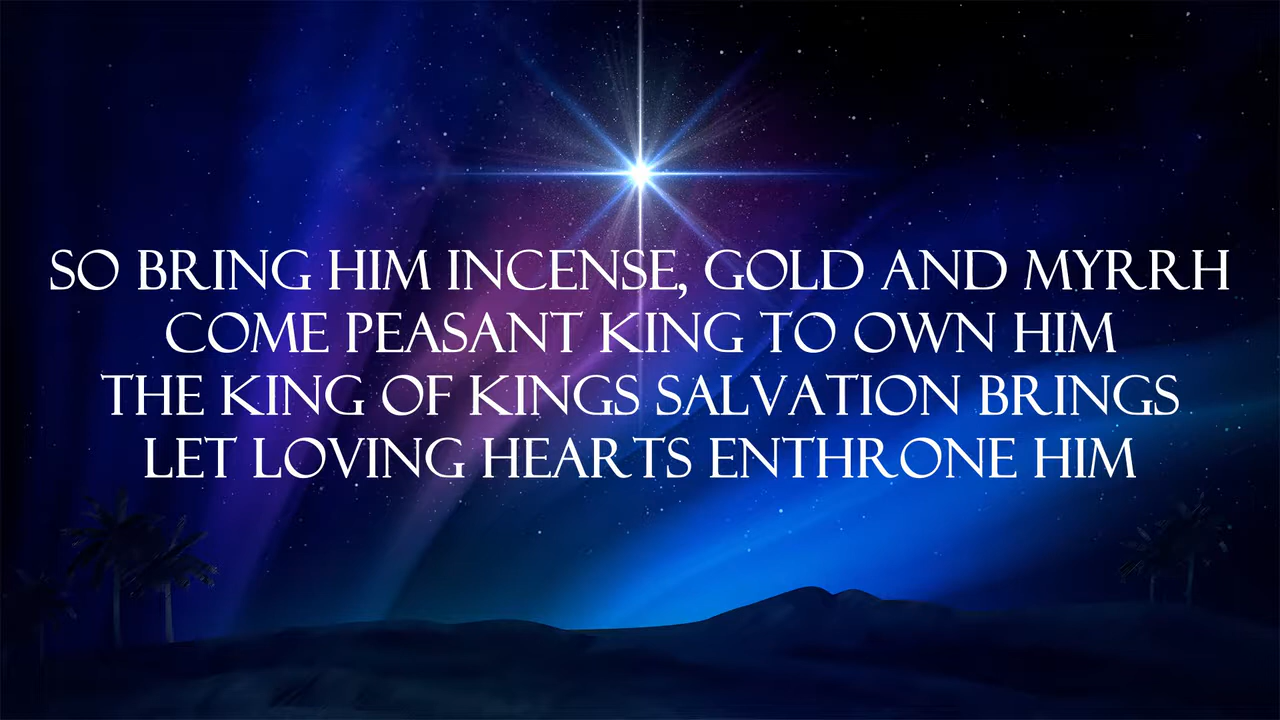 SO BRING HIM INCENSE, GOLD AND MYRRH
COME PEASANT KING TO OWN HIM
THE KING OF KINGS SALVATION BRINGS
LET LOVING HEARTS ENTHRONE HIM